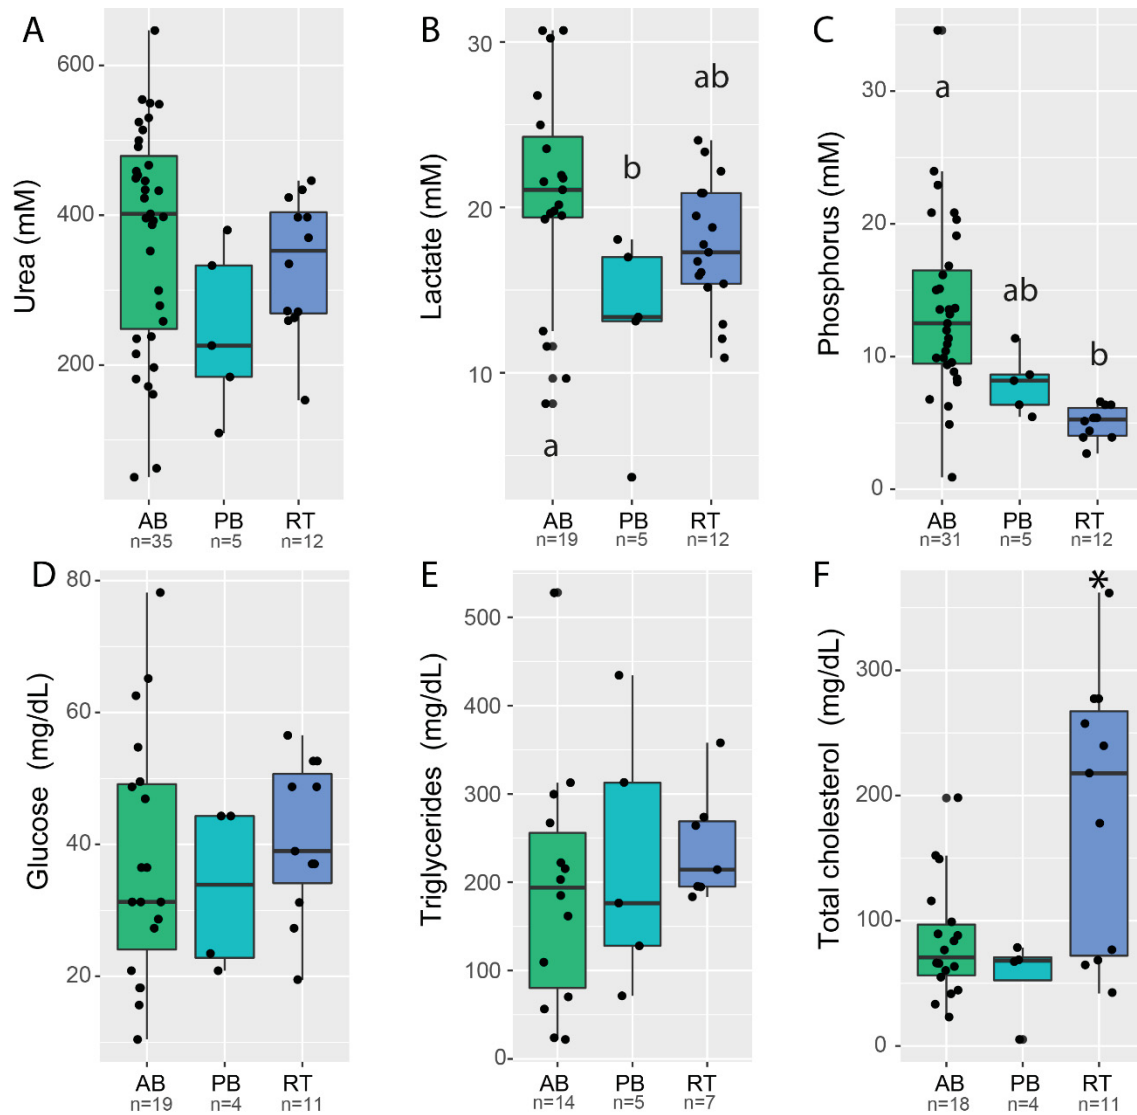 A
Urea (mM)
600
400
200
AB PB RT
n=35 n=5 n=12
B
Lactate (mM)
30
20
10
a
b
ab
AB PB RT
n=19 n=5 n=12
C
Phosphorus (mM)
30
20
10
0
a
ab
b
AB PB RT
n=31 n=5 n=12
D
Glucose (mg/dL)
80
60
40
20
AB PB RT
n=19 n=4 n=11
E
Triglycerides (mg/dL)
500
400
300
200
100
0
AB PB RT
n=14 n=5 n=7
F
Total cholesterol (mg/dL)
300
200
100
0
*
AB PB RT
n=18 n=4 n=11